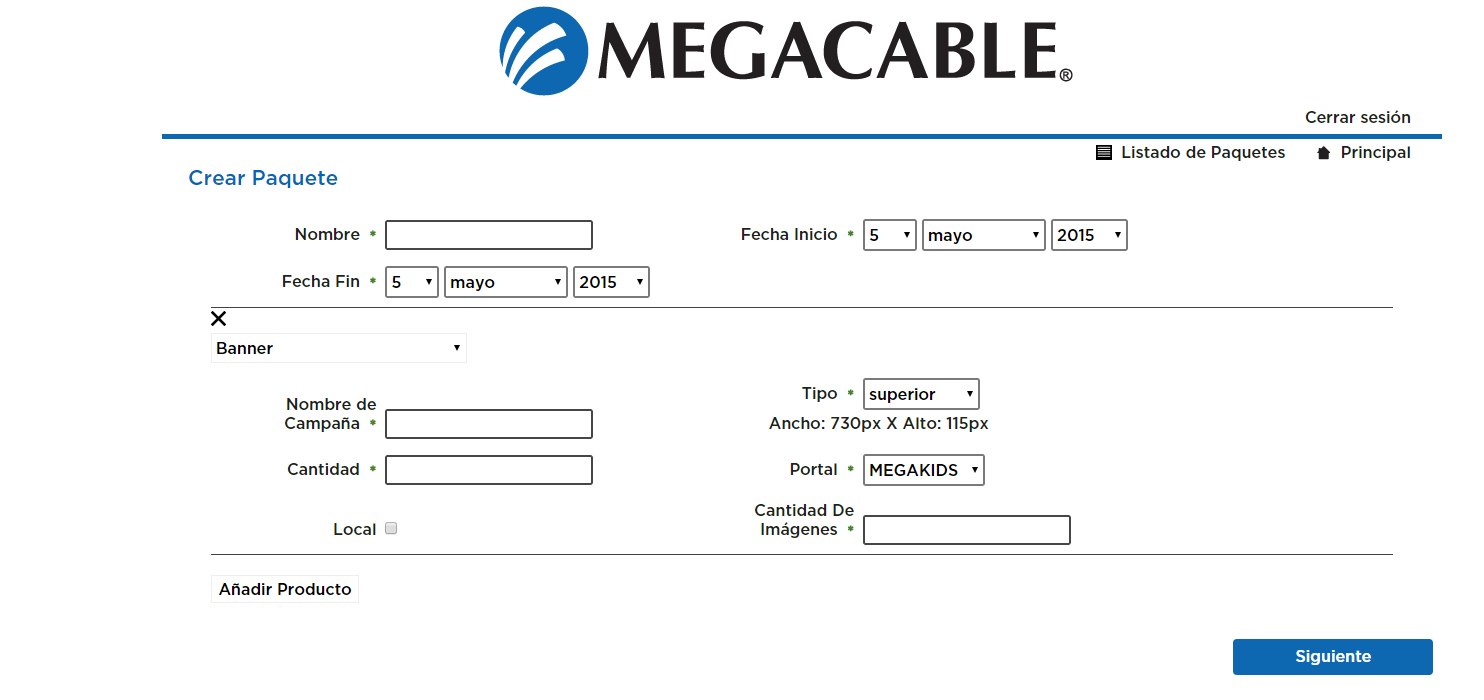 MEGACABLE®
Cerrar sesión
Listado de Paquetes Principal
Crear Paquete
Nombre * Fecha Inicio * 5 mayo 2015
Fecha Fin * 5 mayo 2015
Banner
Nombre de
Campaña *
Tipo * superior
Ancho: 730px X Alto: 115px
Cantidad * Portal * MEGAKIDS
Local
Cantidad De
Imágenes *
Añadir Producto
Siguiente